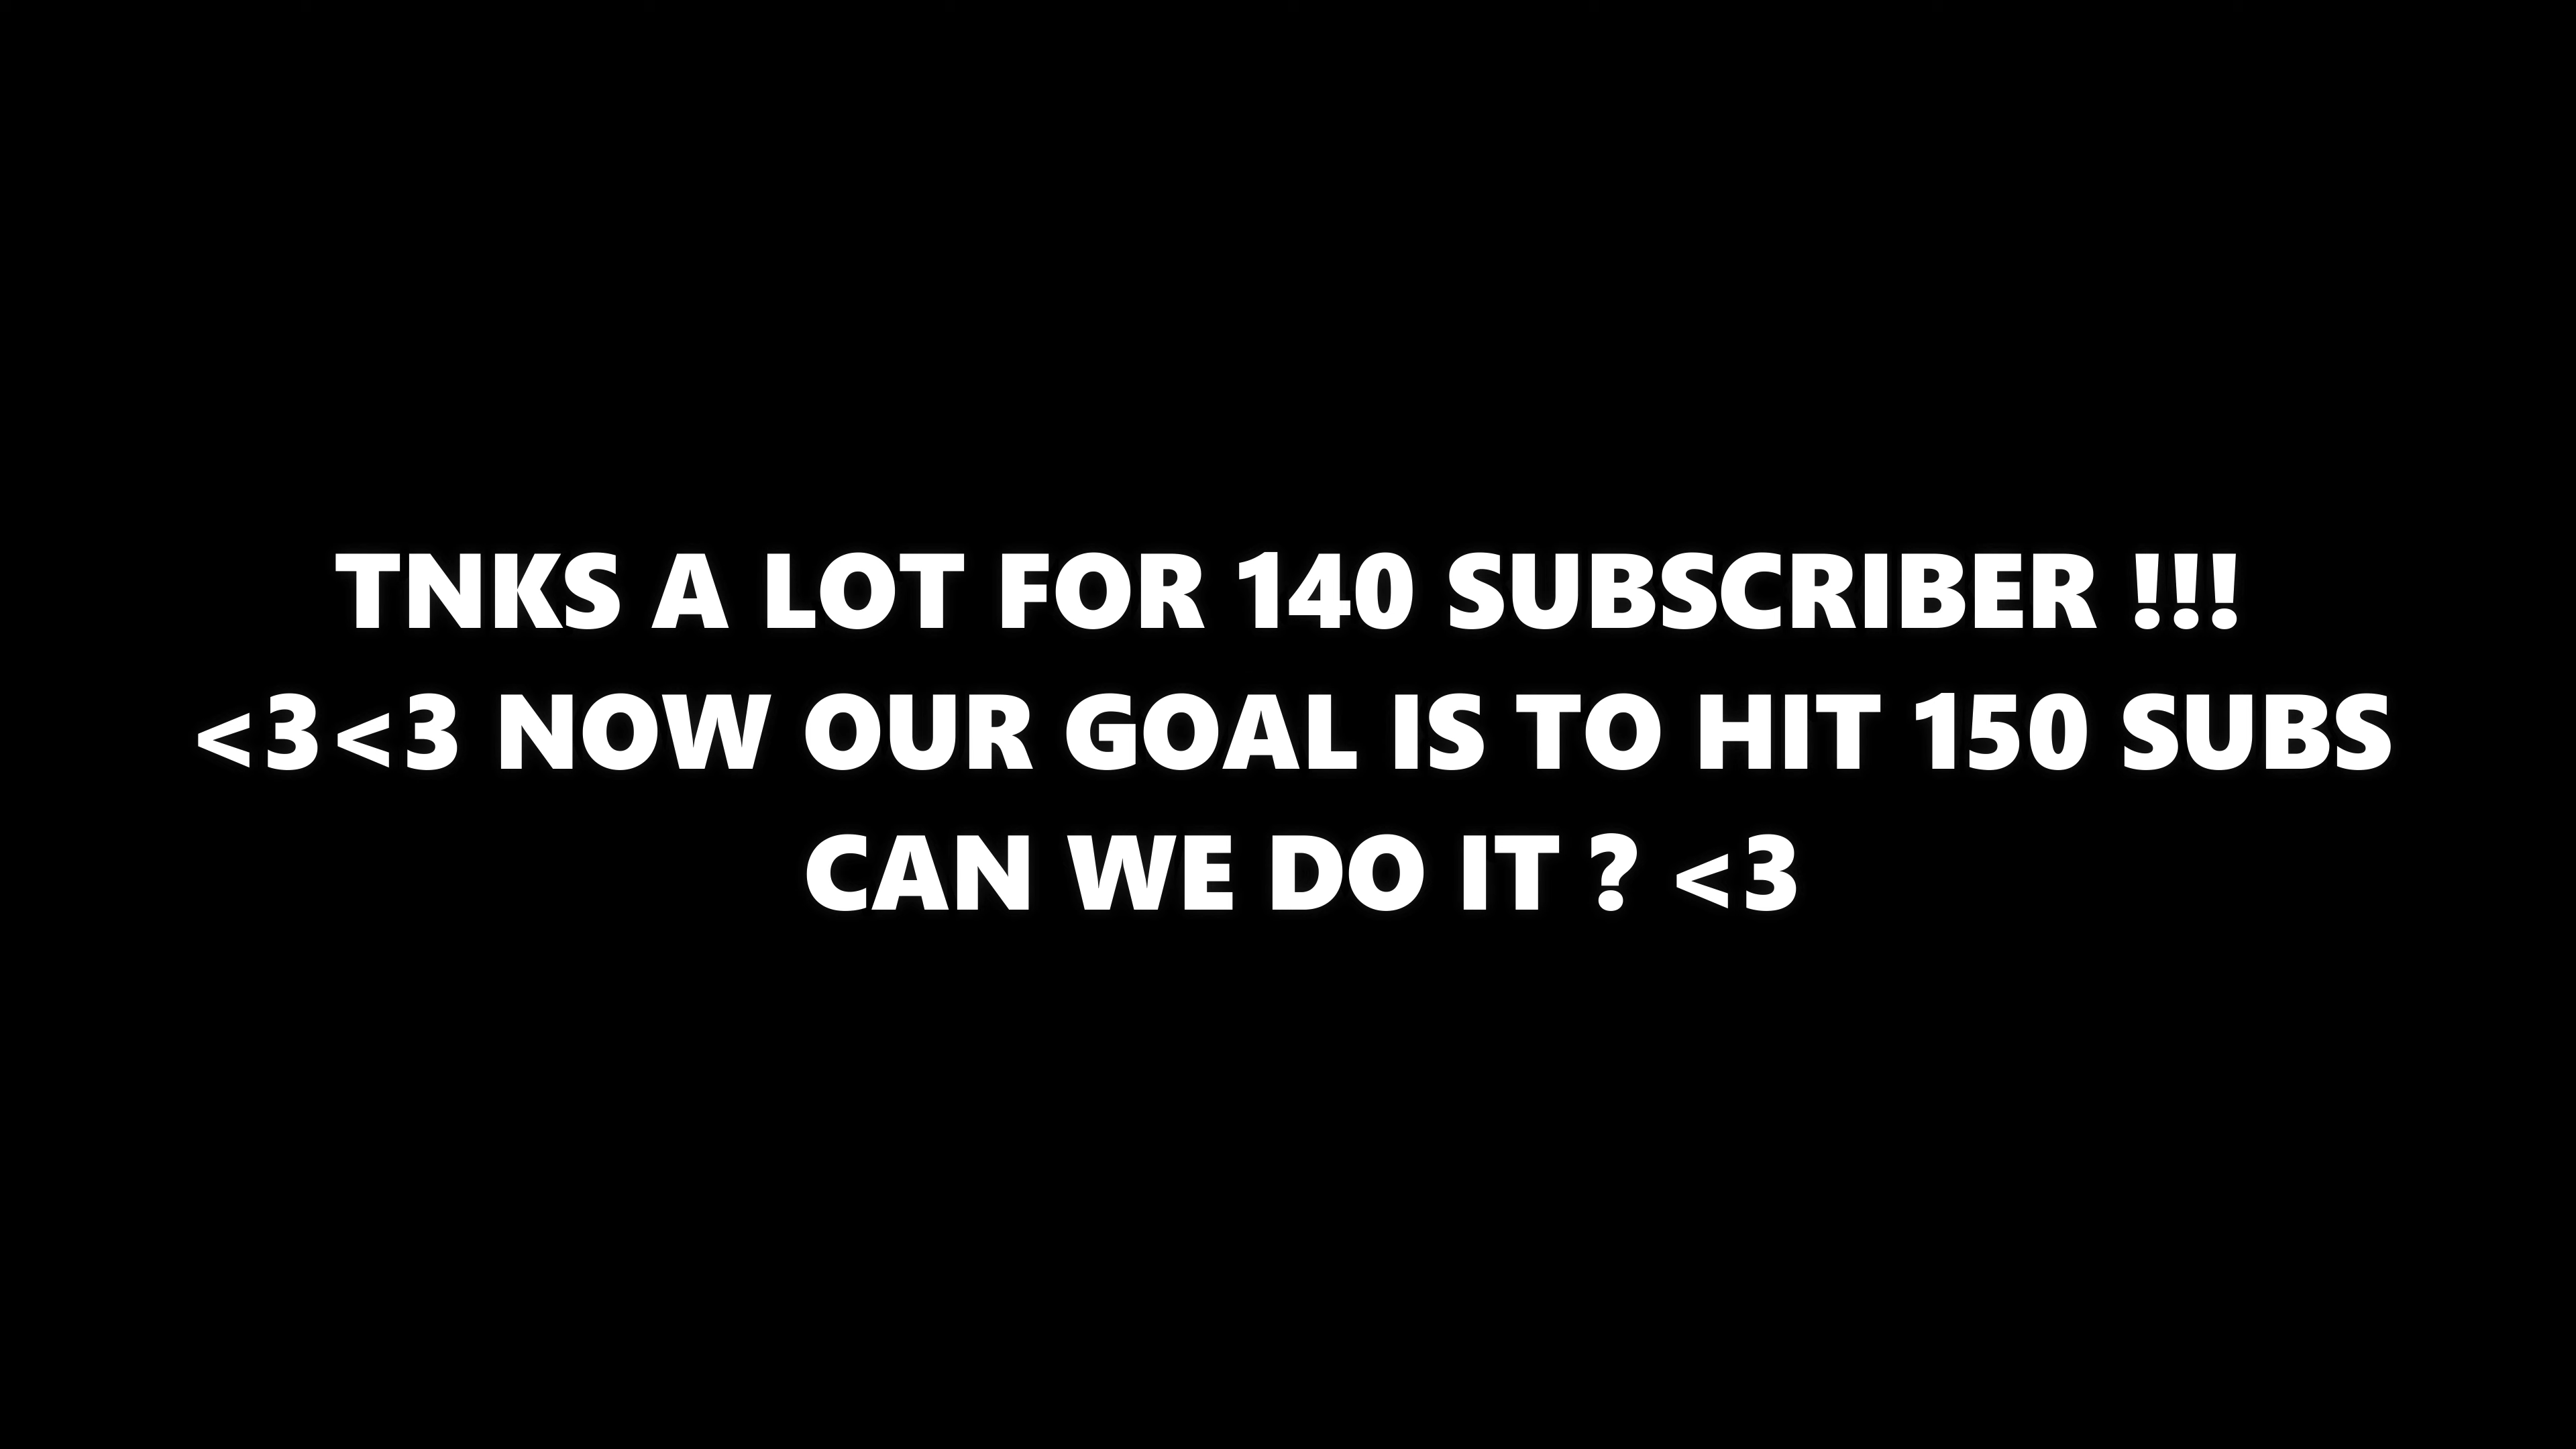 TNKS A LOT FOR 140 SUBSCRIBER !!!
<3<3 NOW OUR GOAL IS TO HIT 150 SUBS
CAN WE DO IT ? <3